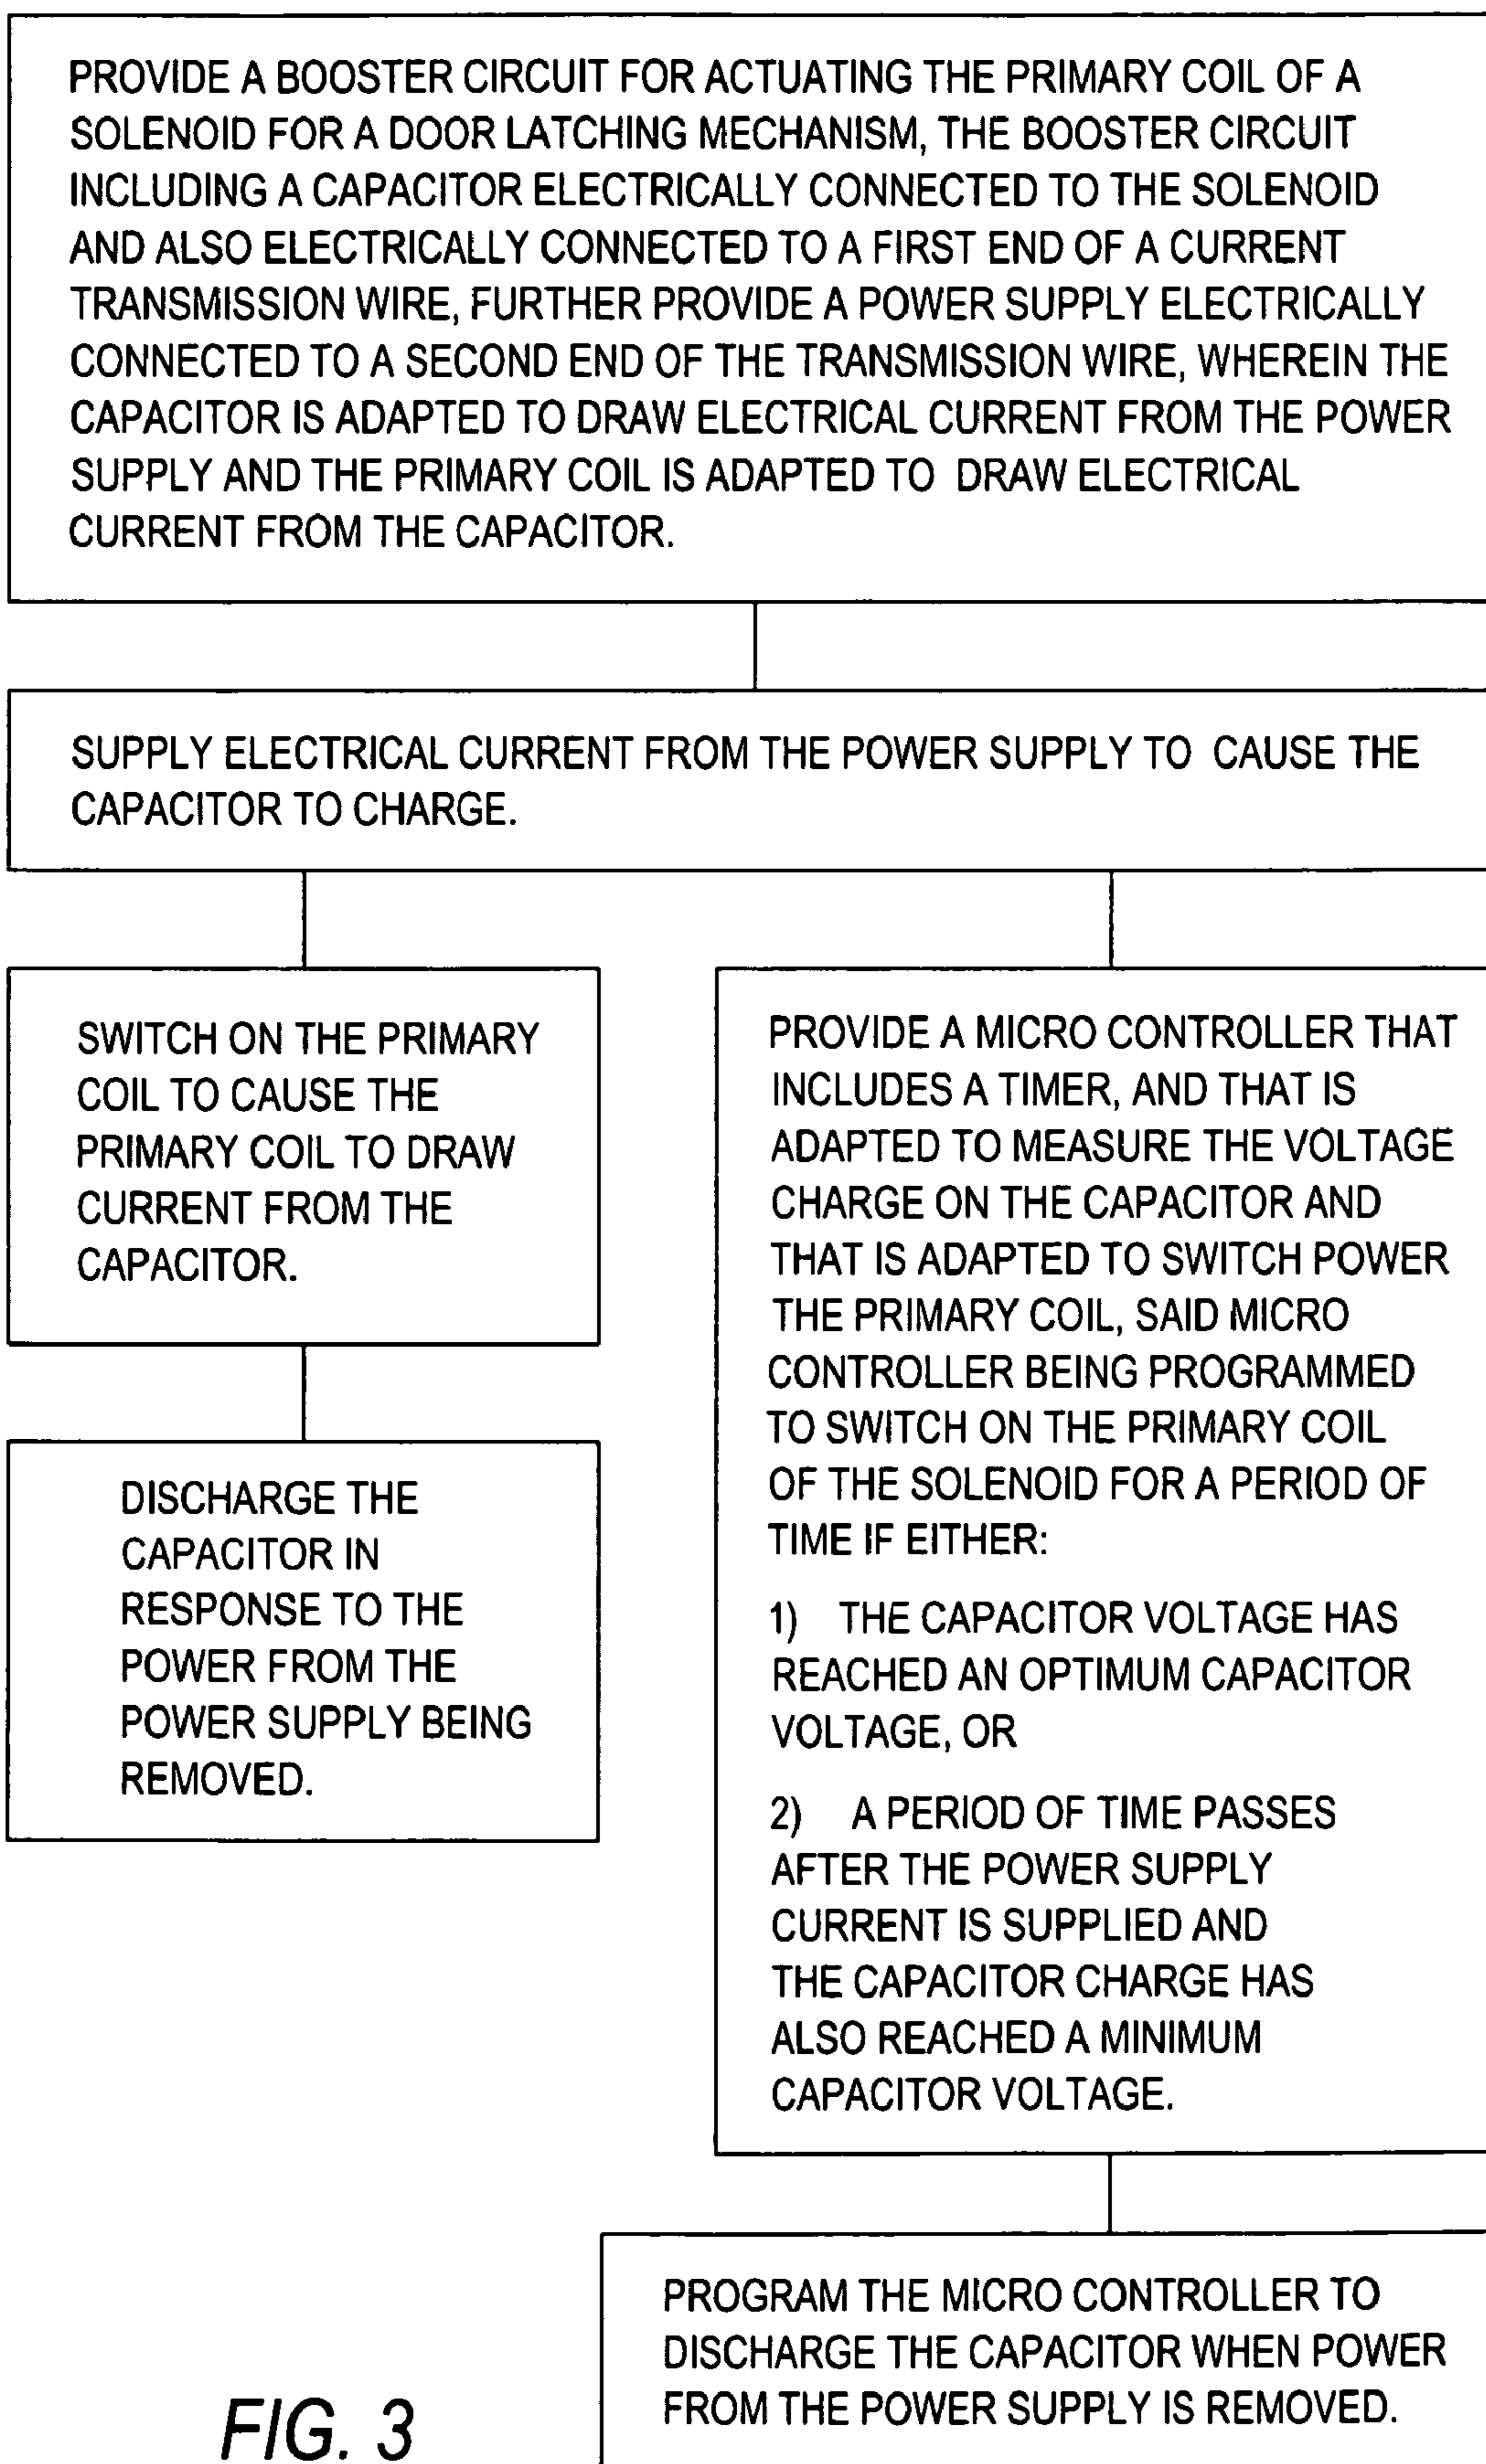 PROVIDE A BOOSTER CIRCUIT FOR ACTUATING THE PRIMARY COIL OF A
SOLENOID FOR A DOOR LATCHING MECHANISM, THE BOOSTER CIRCUIT
INCLUDING A CAPACITOR ELECTRICALLY CONNECTED TO THE SOLENOID
AND ALSO ELECTRICALLY CONNECTED TO A FIRST END OF A CURRENT
TRANSMISSION WIRE, FURTHER PROVIDE A POWER SUPPLY ELECTRICALLY
CONNECTED TO A SECOND END OF THE TRANSMISSION WIRE, WHEREIN THE
CAPACITOR IS ADAPTED TO DRAW ELECTRICAL CURRENT FROM THE POWER
SUPPLY AND THE PRIMARY COIL IS ADAPTED TO DRAW ELECTRICAL
CURRENT FROM THE CAPACITOR.
SUPPLY ELECTRICAL CURRENT FROM THE POWER SUPPLY TO CAUSE THE
CAPACITOR TO CHARGE.
SWITCH ON THE PRIMARY
COIL TO CAUSE THE
PRIMARY COIL TO DRAW
CURRENT FROM THE
CAPACITOR.
DISCHARGE THE
CAPACITOR IN
RESPONSE TO THE
POWER FROM THE
POWER SUPPLY BEING
REMOVED.
PROVIDE A MICRO CONTROLLER THAT
INCLUDES A TIMER, AND THAT IS
ADAPTED TO MEASURE THE VOLTAGE
CHARGE ON THE CAPACITOR AND
THAT IS ADAPTED TO SWITCH POWER
THE PRIMARY COIL, SAID MICRO
CONTROLLER BEING PROGRAMMED
TO SWITCH ON THE PRIMARY COIL
OF THE SOLENOID FOR A PERIOD OF
TIME IF EITHER:
1) THE CAPACITOR VOLTAGE HAS
REACHED AN OPTIMUM CAPACITOR
VOLTAGE, OR
2) A PERIOD OF TIME PASSES
AFTER THE POWER SUPPLY
CURRENT IS SUPPLIED AND
THE CAPACITOR CHARGE HAS
ALSO REACHED A MINIMUM
CAPACITOR VOLTAGE.
PROGRAM THE MICRO CONTROLLER TO
DISCHARGE THE CAPACITOR WHEN POWER
FROM THE POWER SUPPLY IS REMOVED.
FIG. 3